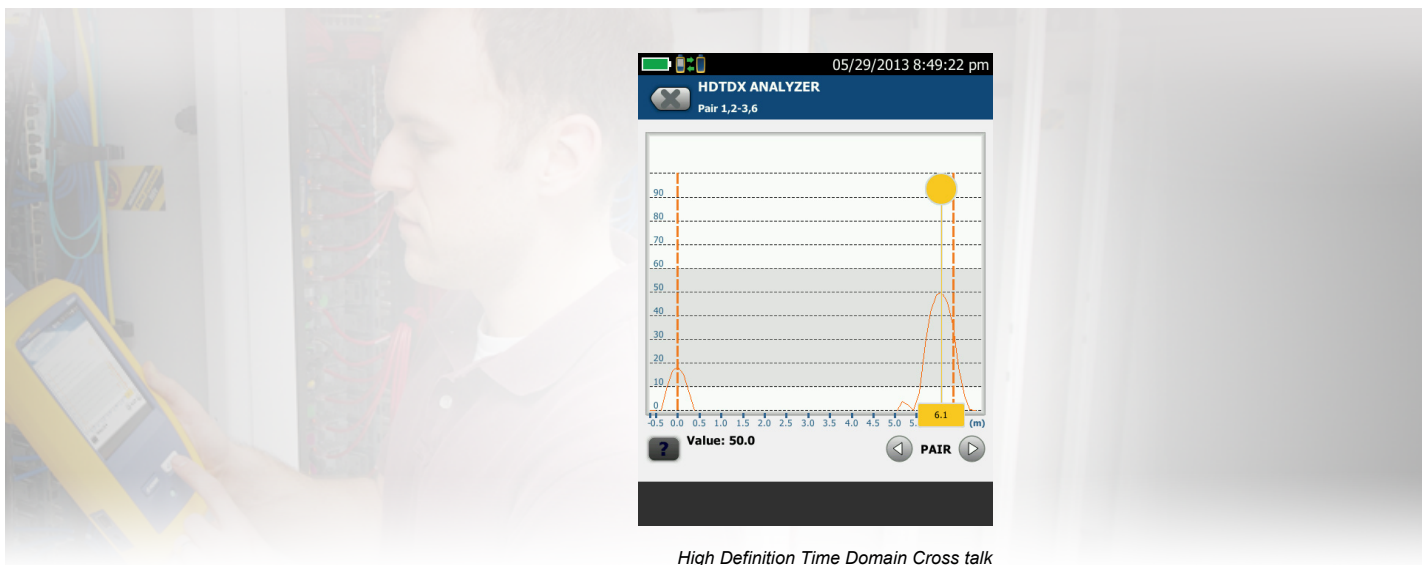 05/29/2013 8:49:22 pm
HDTDX ANALYZER
Pair 1,2-3,6
90
80
70
60
50
40
30
20
10
0
-0.5 0.0 0.5 1.0 1.5 2.0 2.5 3.0 3.5 4.0 4.5 5.0 5. 6.1 (m)
? Value: 50.0 PAIR
High Definition Time Domain Cross talk